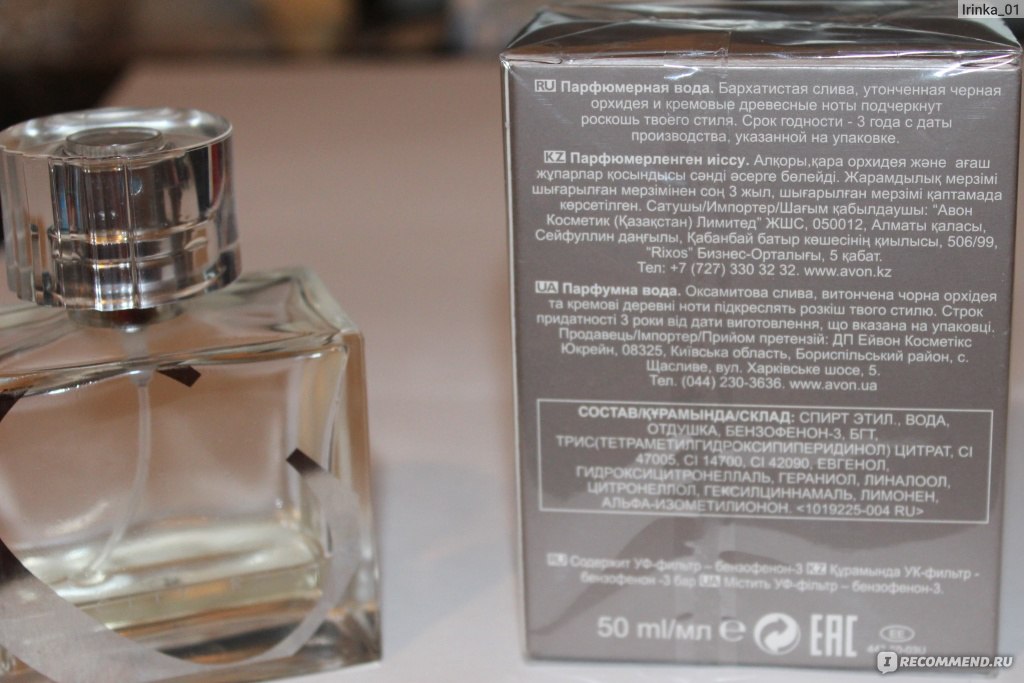 Irinka_01
RU Парфюмерная вода. Бархатистая слива, утонченная черная
орхидея и кремовые древесные ноты подчеркнут
роскошь твоего стиля. Срок годности - 3 года с даты
производства, указанной на упаковке.
KZ Парфюмерленген иіссу. Алқоры,қара орхидея және ағаш
жұпарлар қосындысы сәнді әсерге бөлейді. Жарамдылық мерзімі
шығарылған мерзімінен соң 3 жыл, шығарылған мерзімі қаптамада
көрсетілген. Сатушы/Импортер/Шағым қабылдаушы: "Авон
Косметик (Қазақстан) Лимитед" ЖШС, 050012, Алматы қаласы,
Сейфуллин даңғылы, Қабанбай батыр көшесінің қиылысы, 506/99,
"Rixos" Бизнес-Орталығы, 5 қабат.
Тел: +7 (727) 330 32 32. www.avon.kz
UA Парфумна вода. Оксамитова слива, витончена чорна орхідея
та кремові деревні ноти підкреслять розкіш твого стилю. Строк
придатності 3 роки від дати виготовлення, що вказана на упаковці.
Продавець/Імпортер/Прийом претензій: ДП Ейвон Косметікс
Юкрейн, 08325, Київська область, Бориспільський район, с.
Щасливе, вул. Харківське шосе, 5.
Тел. (044) 230-3636. www.avon.ua
СОСТАВ/ҚҰРАМЫНДА/СКЛАД: СПИРТ ЭТИЛ., ВОДА,
ОТДУШКА, БЕНЗОФЕНОН-3, БГТ,
ТРИС(ТЕТРАМЕТИЛГИДРОКСИПИПЕРИДИНОЛ) ЦИТРАТ, CI
47005, CI 14700, CI 42090, ЕВГЕНОЛ,
ГИДРОКСИЦИТРОНЕЛЛАЛЬ, ГЕРАНИОЛ, ЛИНАЛООЛ,
ЦИТРОНЕЛЛОЛ, ГЕКСИЛЦИННАМАЛЬ, ЛИМОНЕН,
АЛЬФА-ИЗОМЕТИЛИОНОН. <1019225-004 RU>
RU Содержит УФ-фильтр – бензофенон-3 KZ Құрамында УК-фильтр -
бензофенон -3 бар UA Містить УФ-фільтр – бензофенон-3.
50 ml/мл e EAC EE
IRECOMMEND.RU